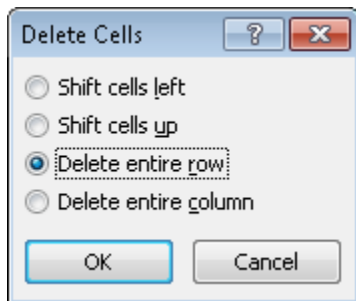 Delete Cells
Shift cells left
Shift cells up
Delete entire row
Delete entire column
OK Cancel